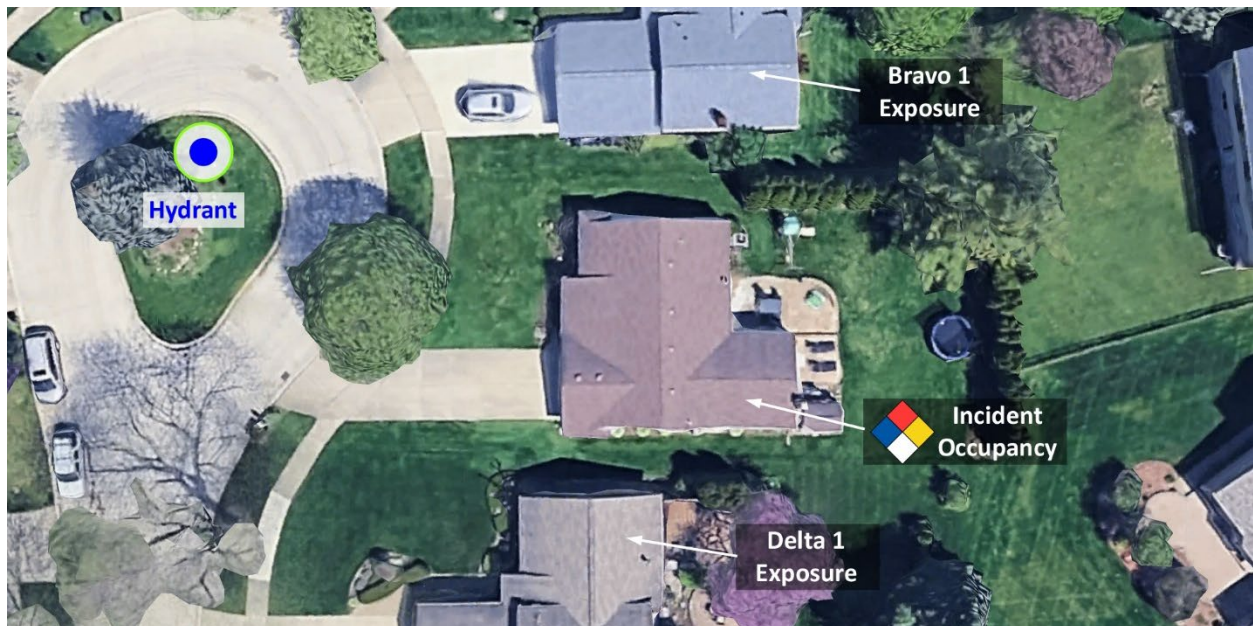 Bravo 1
Exposure
Hydrant
Incident
Occupancy
Delta 1
Exposure